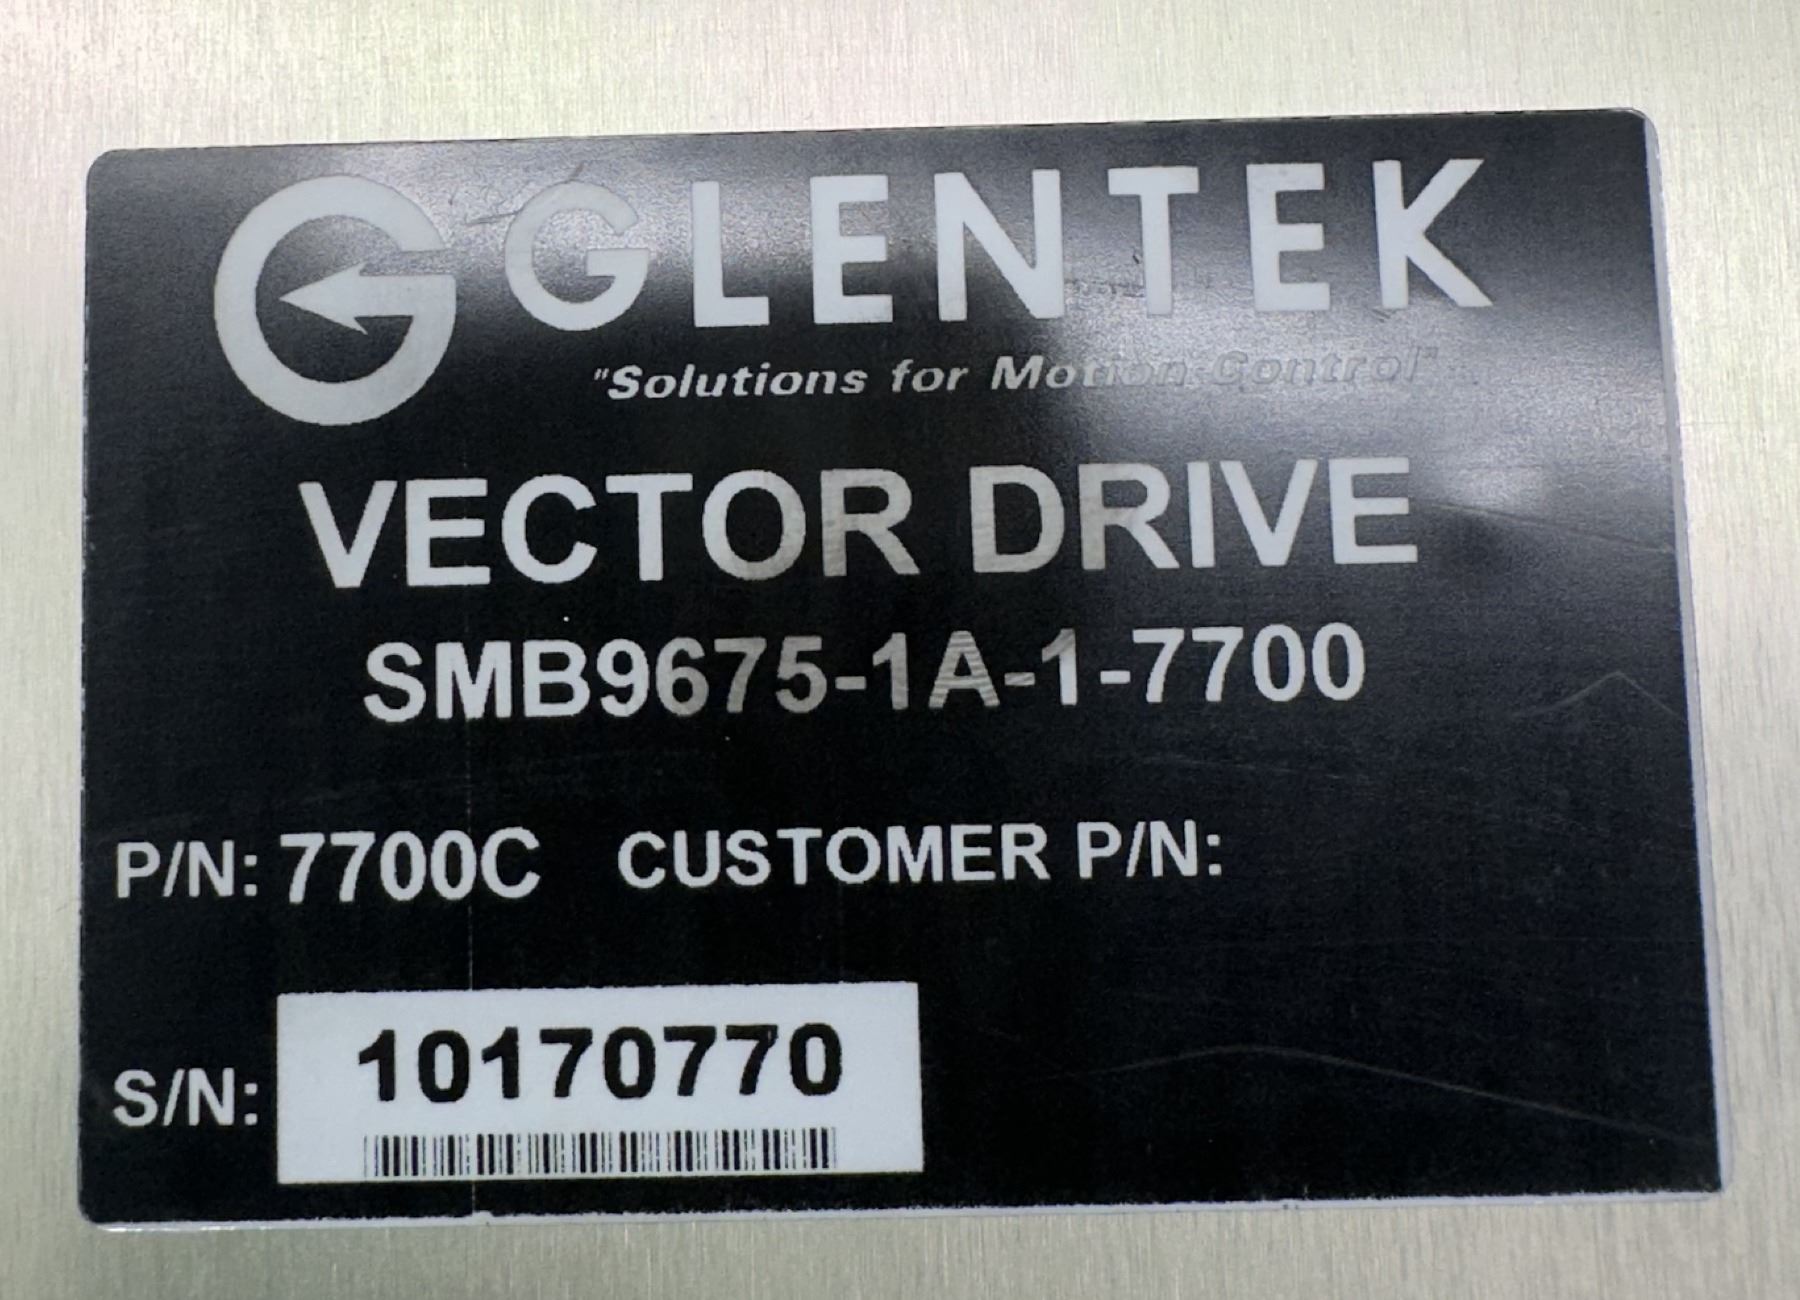 GLENTEK
"Solutions for Motion Control"
VECTOR DRIVE
SMB9675-1A-1-7700
P/N: 7700C CUSTOMER P/N:
S/N: 10170770